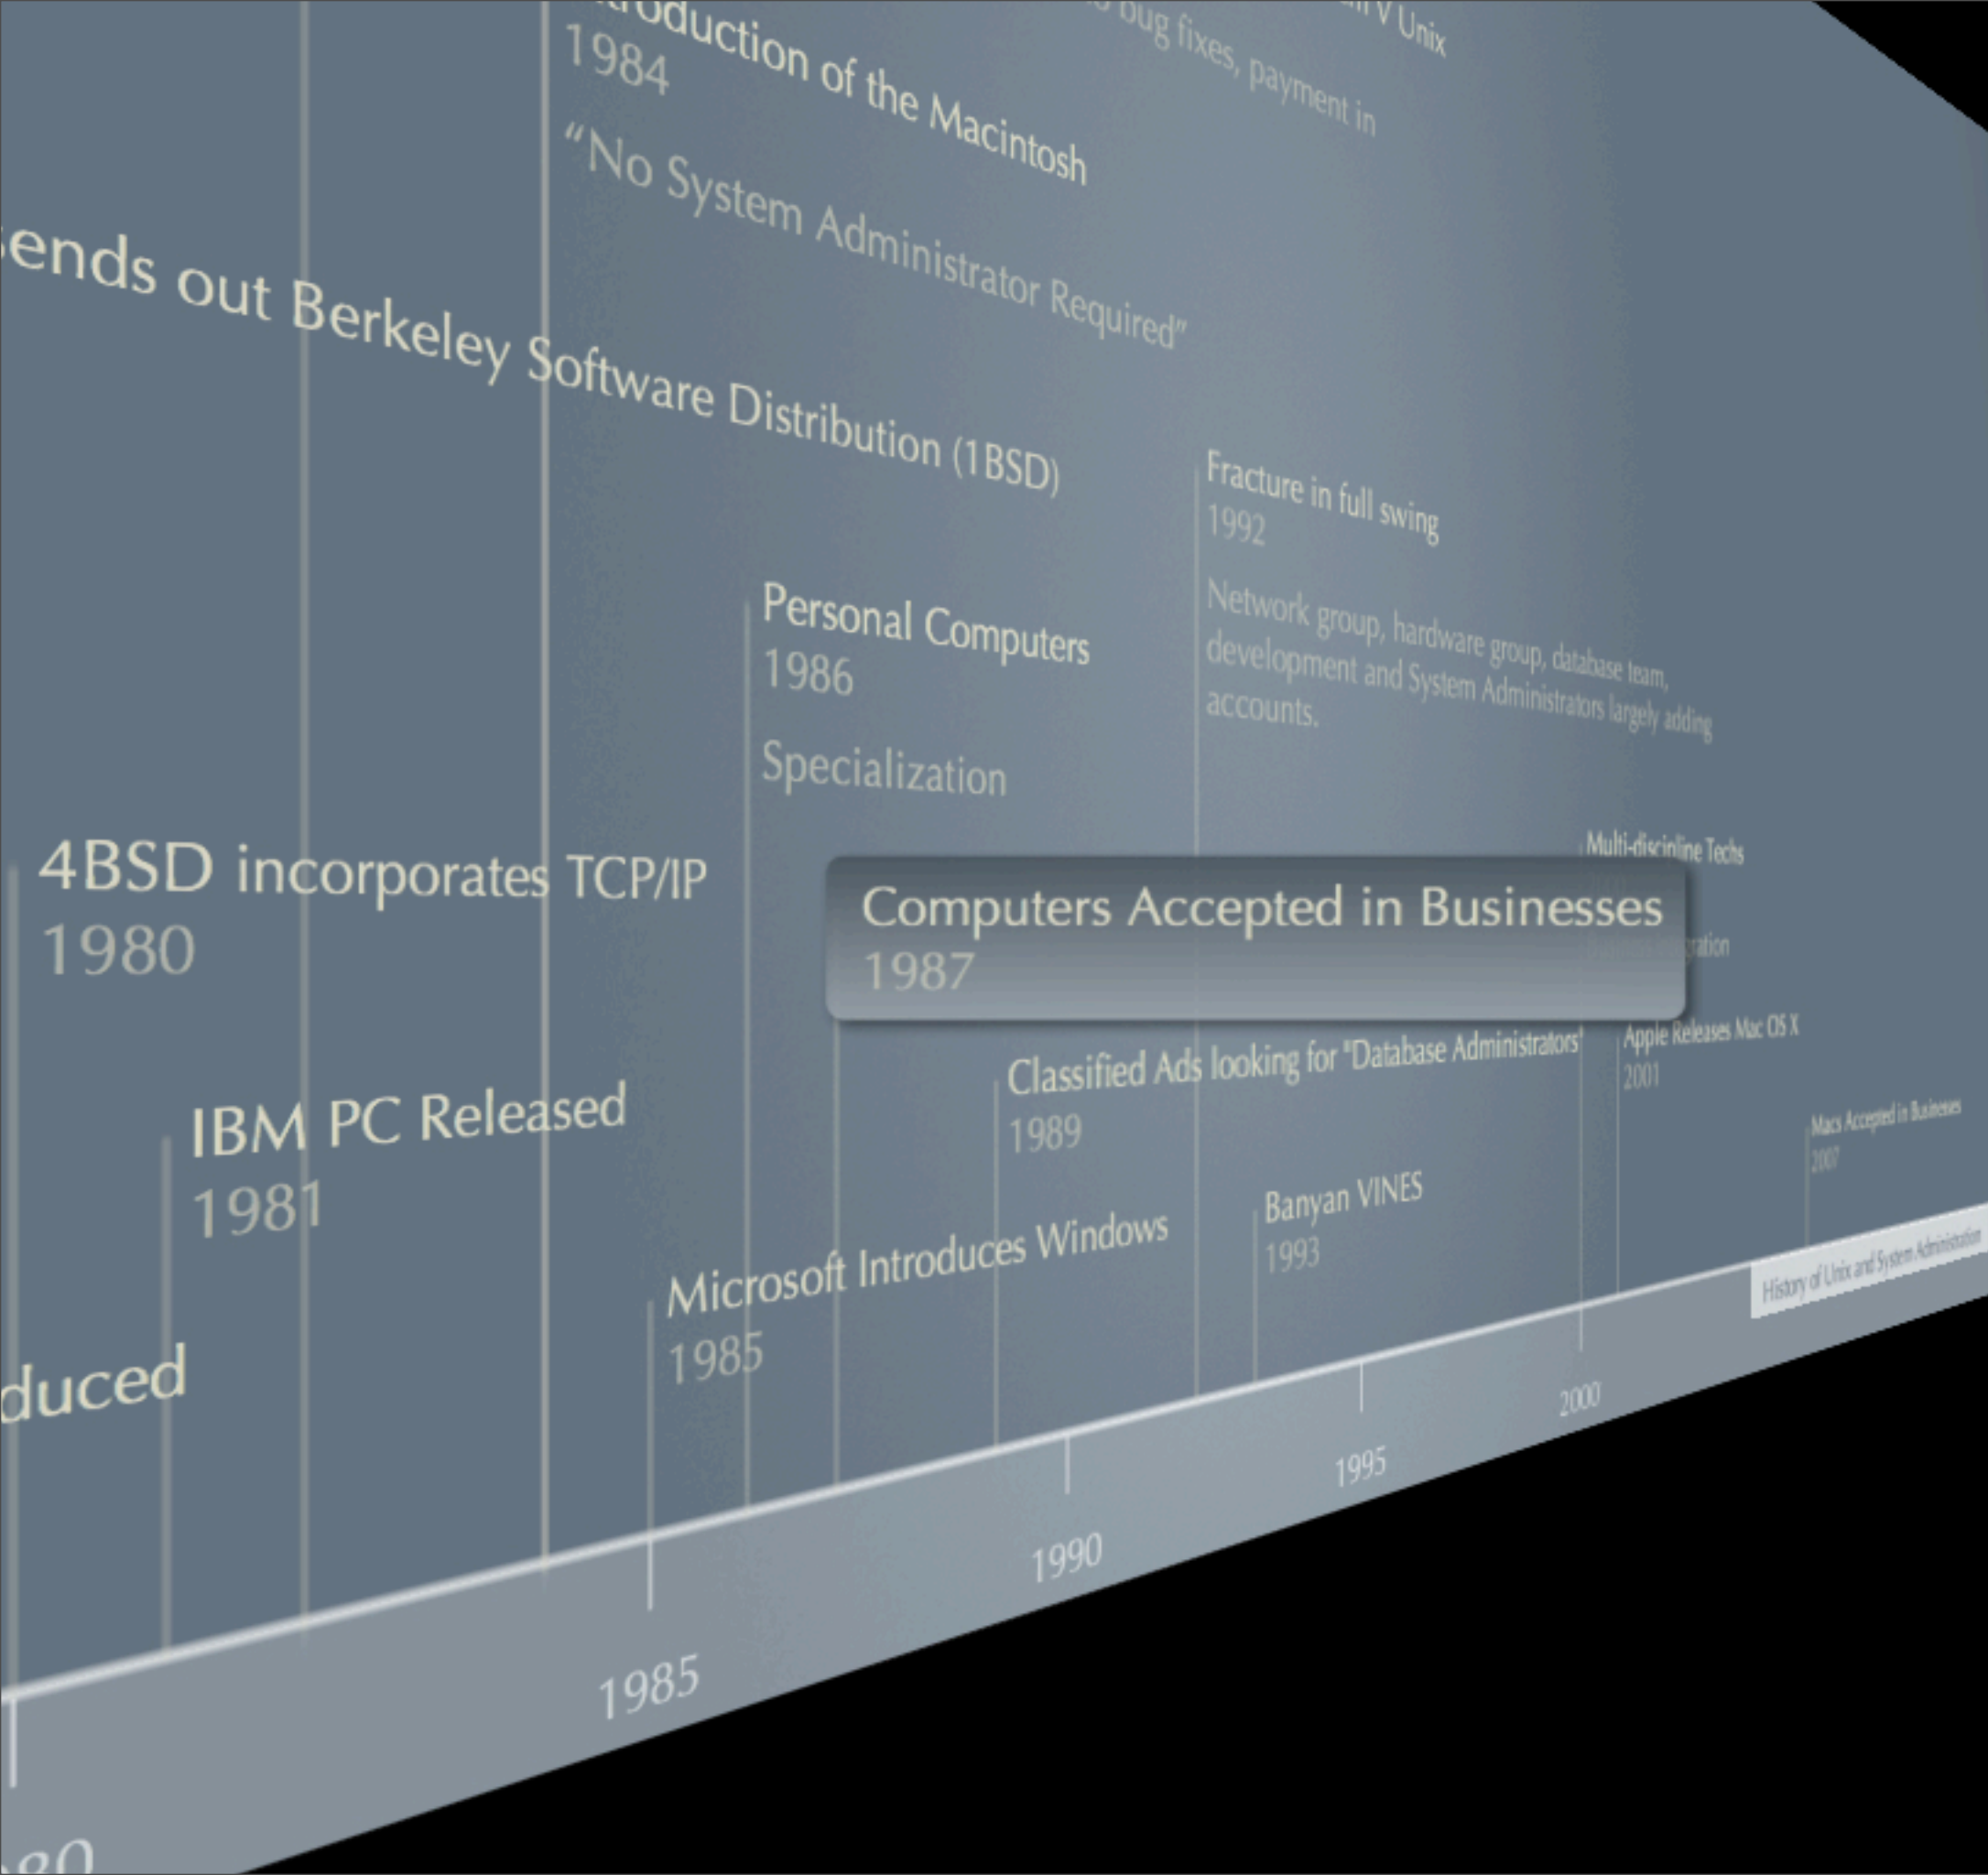 V Unix
bug fixes, payment in
of the Macintosh
1984
“No System Administrator Required”
out Berkeley Software Distribution (1BSD)
Fracture in full swing
1992
Network group, hardware group, database team,
development and System Administrators largely adding
accounts.
Personal Computers
1986
Specialization
4BSD incorporates TCP/IP
1980
Multi-discipline Techs
Computers Accepted in Businesses
1987
Classified Ads looking for "Database Administrators"
1989
Apple Releases Mac OS X
2001
IBM PC Released
1981
Macs Accepted in Businesses
2007
Banyan VINES
1993
Microsoft Introduces Windows
1985
History of Unix and System Administration
2000
1995
1990
1985